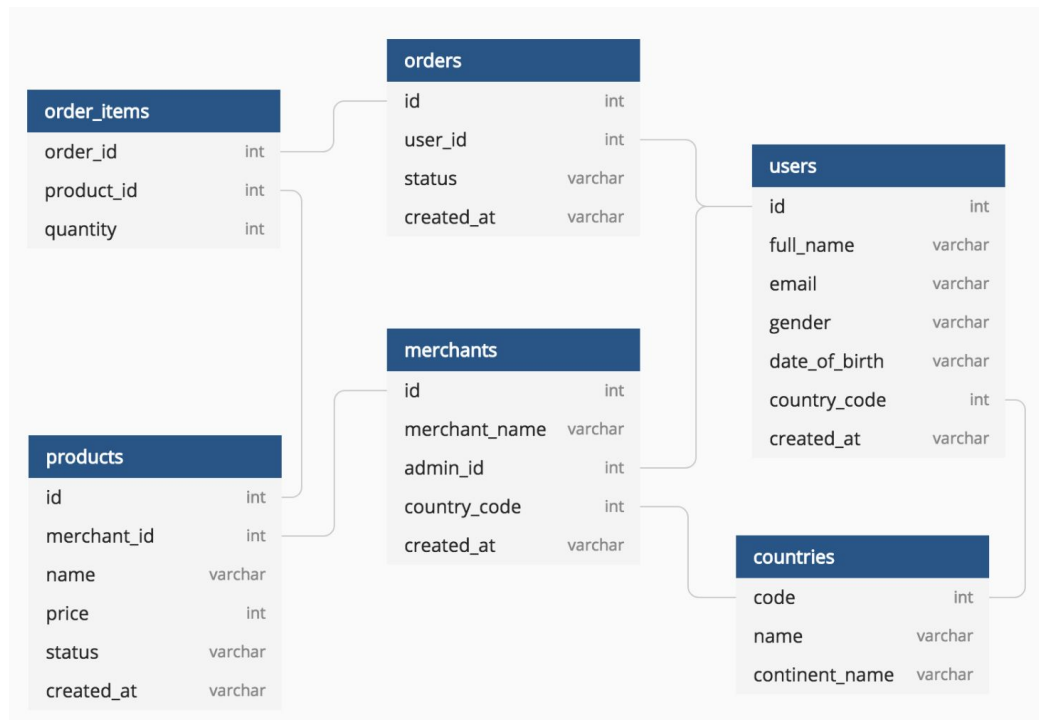 orders
id int
user_id int
status varchar
created_at varchar
order_items
order_id int
product_id int
quantity int
users
id int
full_name varchar
email varchar
gender varchar
date_of_birth varchar
country_code int
created_at varchar
merchants
id int
merchant_name varchar
admin_id int
country_code int
created_at varchar
products
id int
merchant_id int
name varchar
price int
status varchar
created_at varchar
countries
code int
name varchar
continent_name varchar